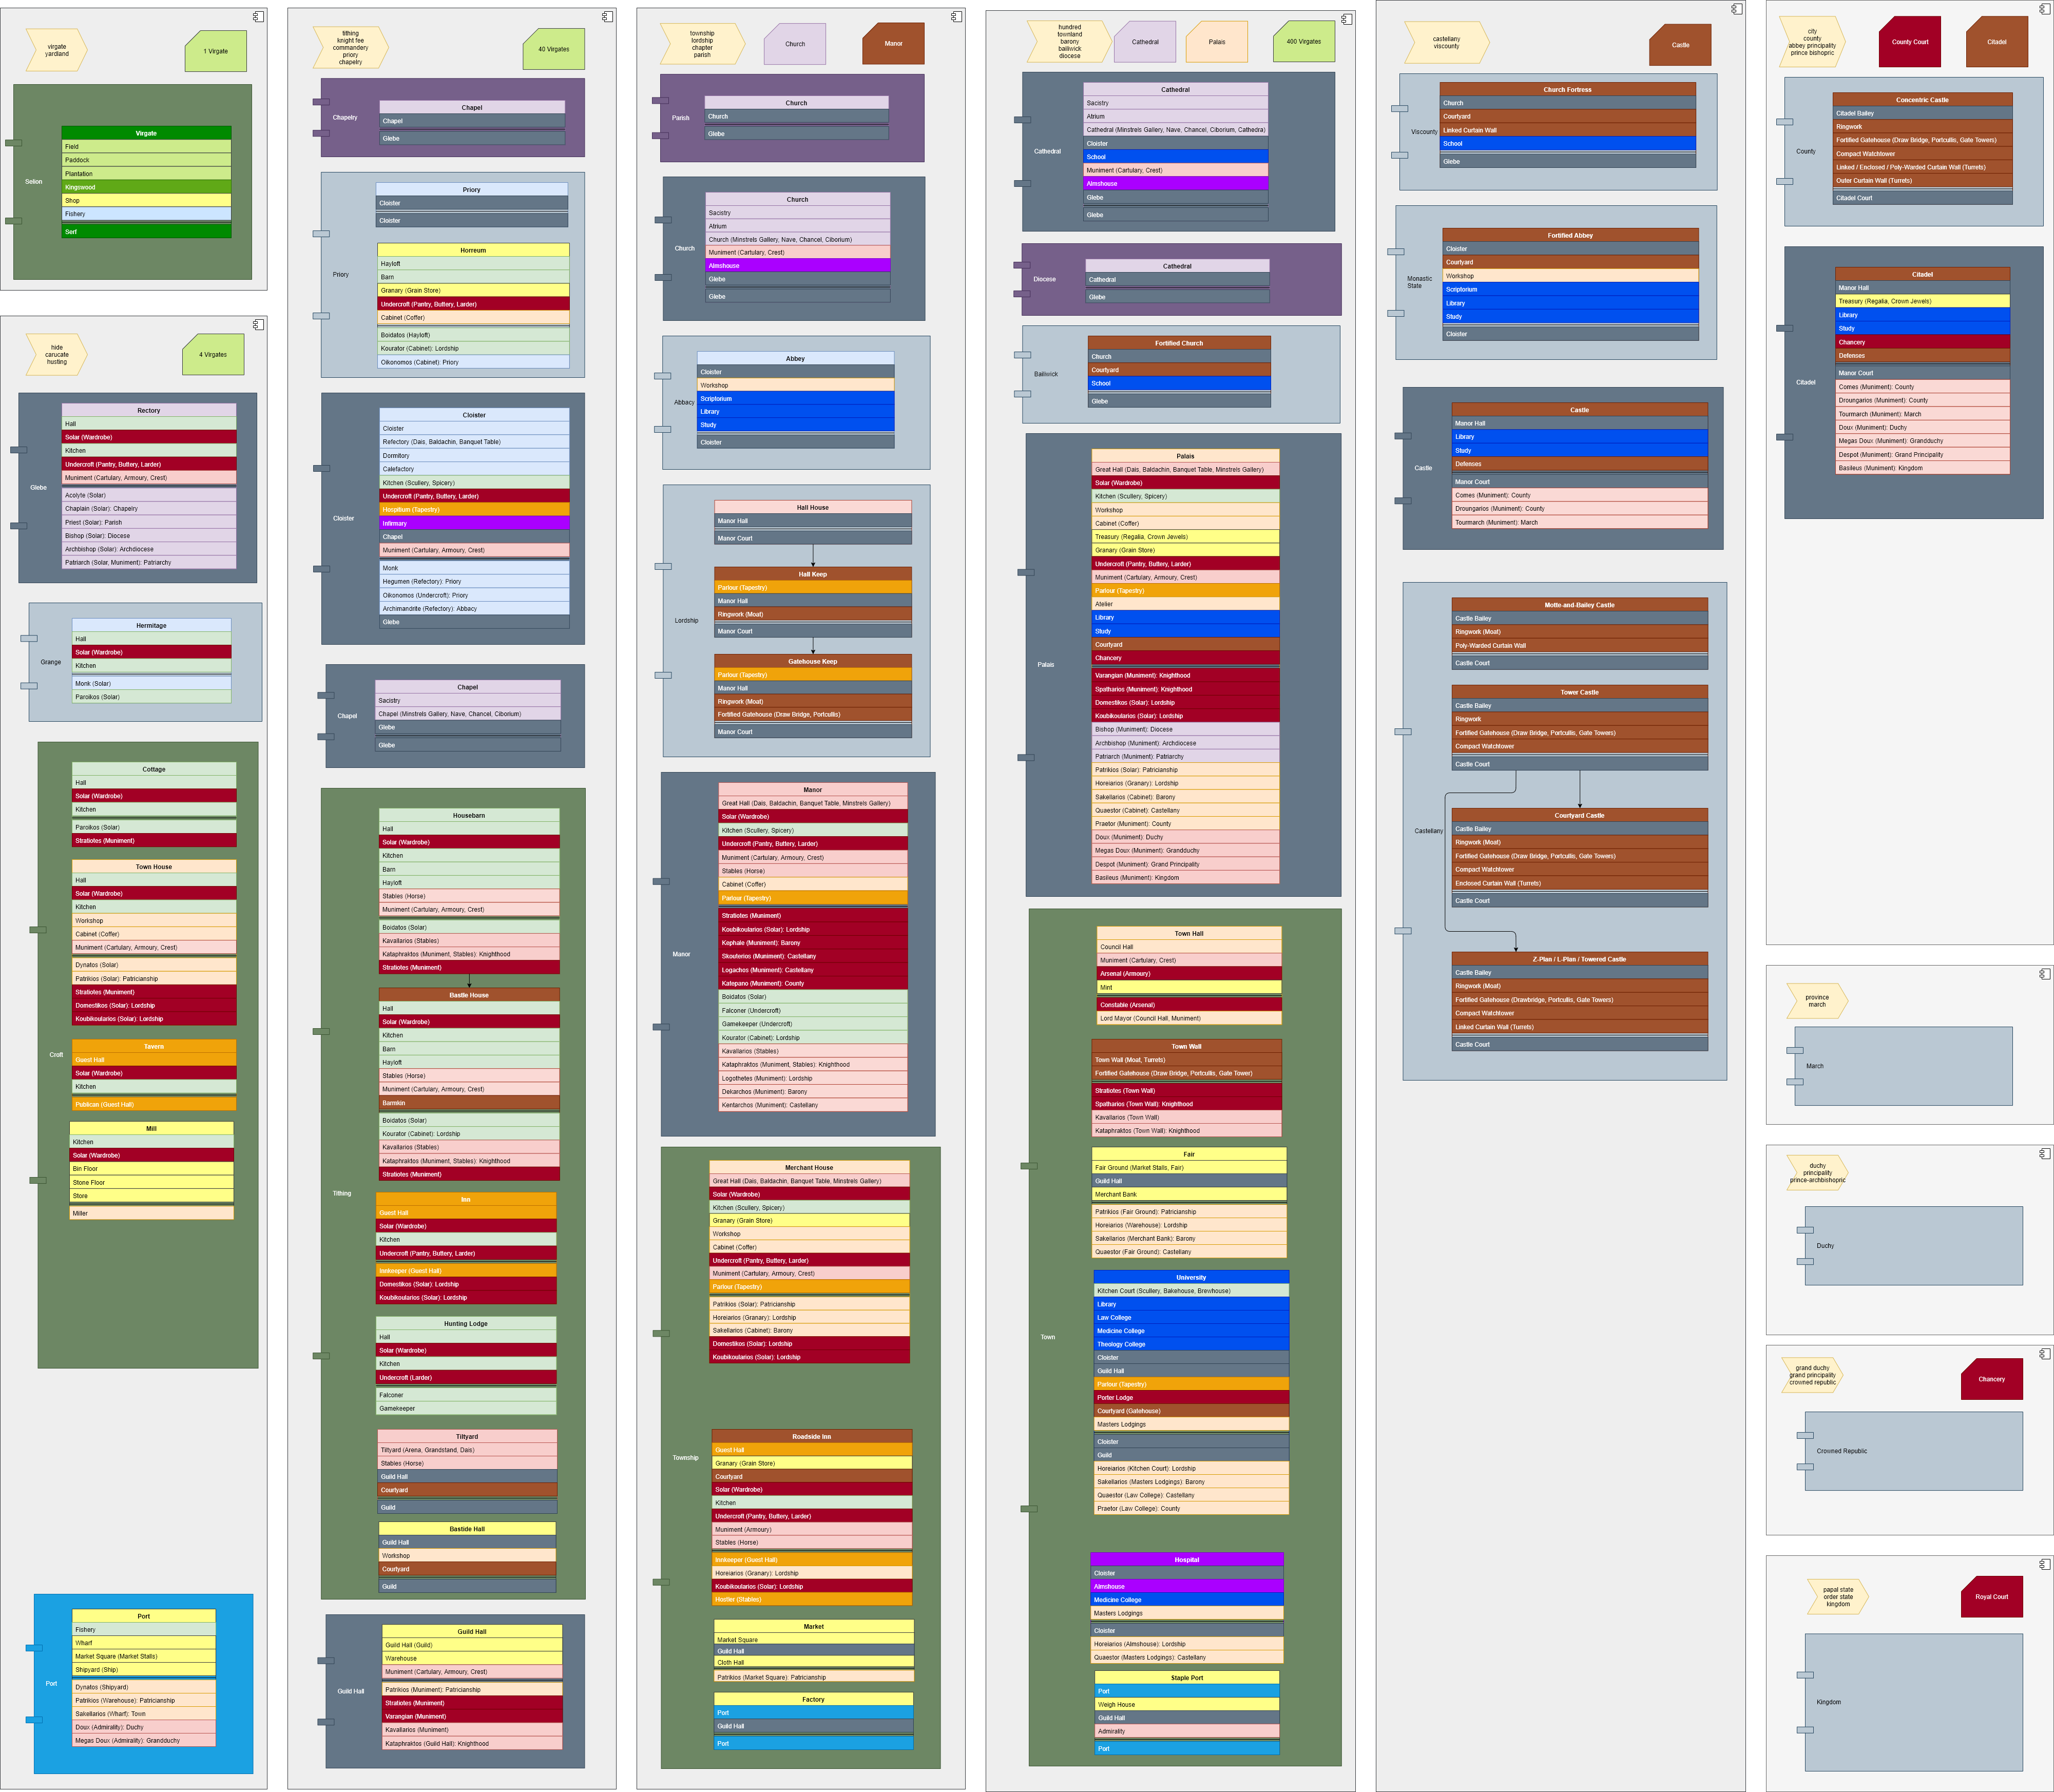 virgate
yardland
1 Virgate
Selion
Virgate
Field
Paddock
Plantation
Kingswood
Shop
Fishery
Serf
hide
carucate
husting
4 Virgates
Glebe
Rectory
Hall
Solar (Wardrobe)
Kitchen
Undercroft (Pantry, Buttery, Larder)
Muniment (Cartulary, Armoury, Crest)
Acolyte (Solar)
Chaplain (Solar): Chapelry
Priest (Solar): Parish
Bishop (Solar): Diocese
Archbishop (Solar): Archdiocese
Patriarch (Solar, Muniment): Patriarchy
Grange
Hermitage
Hall
Solar (Wardrobe)
Kitchen
Monk (Solar)
Paroikos (Solar)
Croft
Cottage
Hall
Solar (Wardrobe)
Kitchen
Paroikos (Solar)
Stratiotes (Muniment)
Town House
Hall
Solar (Wardrobe)
Kitchen
Workshop
Cabinet (Coffer)
Muniment (Cartulary, Armoury, Crest)
Dynatos (Solar)
Patrikios (Solar): Patricianship
Stratiotes (Muniment)
Domestikos (Solar): Lordship
Koubikoularios (Solar): Lordship
Tavern
Guest Hall
Solar (Wardrobe)
Kitchen
Publican (Guest Hall)
Mill
Kitchen
Solar (Wardrobe)
Bin Floor
Stone Floor
Store
Miller
Port
Port
Fishery
Wharf
Market Square (Market Stalls)
Shipyard (Ship)
Dynatos (Shipyard)
Patrikios (Warehouse): Patricianship
Sakellarios (Wharf): Town
Doux (Admirality): Duchy
Megas Doux (Admirality): Grandduchy
tithing
knight fee
commandery
priory
chapelry
40 Virgates
Chapelry
Chapel
Chapel
Glebe
Priory
Priory
Cloister
Cloister
Horreum
Hayloft
Barn
Granary (Grain Store)
Undercroft (Pantry, Buttery, Larder)
Cabinet (Coffer)
Boidatos (Hayloft)
Kourator (Cabinet): Lordship
Oikonomos (Cabinet): Priory
Cloister
Cloister
Cloister
Refectory (Dais, Baldachin, Banquet Table)
Dormitory
Calefactory
Kitchen (Scullery, Spicery)
Undercroft (Pantry, Buttery, Larder)
Hospitium (Tapestry)
Infirmary
Chapel
Muniment (Cartulary, Armoury, Crest)
Monk
Hegumen (Refectory): Priory
Oikonomos (Undercroft): Priory
Archimandrite (Refectory): Abbacy
Glebe
Chapel
Chapel
Sacistry
Chapel (Minstrels Gallery, Nave, Chancel, Ciborium)
Glebe
Glebe
Tithing
Housebarn
Hall
Solar (Wardrobe)
Kitchen
Barn
Hayloft
Stables (Horse)
Muniment (Cartulary, Armoury, Crest)
Boidatos (Solar)
Kavallarios (Stables)
Kataphraktos (Muniment, Stables): Knighthood
Stratiotes (Muniment)
Bastle House
Hall
Solar (Wardrobe)
Kitchen
Barn
Hayloft
Stables (Horse)
Muniment (Cartulary, Armoury, Crest)
Barmkin
Boidatos (Solar)
Kourator (Cabinet): Lordship
Kavallarios (Stables)
Kataphraktos (Muniment, Stables): Knighthood
Stratiotes (Muniment)
Inn
Guest Hall
Solar (Wardrobe)
Kitchen
Undercroft (Pantry, Buttery, Larder)
Innkeeper (Guest Hall)
Domestikos (Solar): Lordship
Koubikoularios (Solar): Lordship
Hunting Lodge
Hall
Solar (Wardrobe)
Kitchen
Undercroft (Larder)
Falconer
Gamekeeper
Tiltyard
Tiltyard (Arena, Grandstand, Dais)
Stables (Horse)
Guild Hall
Courtyard
Guild
Bastide Hall
Guild Hall
Workshop
Courtyard
Guild
Guild Hall
Guild Hall
Guild Hall (Guild)
Warehouse
Muniment (Cartulary, Armoury, Crest)
Patrikios (Muniment): Patricianship
Stratiotes (Muniment)
Varangian (Muniment)
Kavallarios (Muniment)
Kataphraktos (Guild Hall): Knighthood
township
lordship
chapter
parish
Church
Manor
Parish
Church
Church
Glebe
Church
Church
Sacistry
Atrium
Church (Minstrels Gallery, Nave, Chancel, Ciborium)
Muniment (Cartulary, Crest)
Almshouse
Glebe
Glebe
Abbacy
Abbey
Cloister
Workshop
Scriptorium
Library
Study
Cloister
Lordship
Hall House
Manor Hall
Manor Court
Hall Keep
Parlour (Tapestry)
Manor Hall
Ringwork (Moat)
Manor Court
Gatehouse Keep
Parlour (Tapestry)
Manor Hall
Ringwork (Moat)
Fortified Gatehouse (Draw Bridge, Portcullis)
Manor Court
Manor
Manor
Great Hall (Dais, Baldachin, Banquet Table, Minstrels Gallery)
Solar (Wardrobe)
Kitchen (Scullery, Spicery)
Undercroft (Pantry, Buttery, Larder)
Muniment (Cartulary, Armoury, Crest)
Stables (Horse)
Cabinet (Coffer)
Parlour (Tapestry)
Stratiotes (Muniment)
Koubikoularios (Solar): Lordship
Kephale (Muniment): Barony
Skouterios (Muniment): Castellany
Logachos (Muniment): Castellany
Katepano (Muniment): County
Boidatos (Solar)
Falconer (Undercroft)
Gamekeeper (Undercroft)
Kourator (Cabinet): Lordship
Kavallarios (Stables)
Kataphraktos (Muniment, Stables): Knighthood
Logothetes (Muniment): Lordship
Dekarchos (Muniment): Barony
Kentarchos (Muniment): Castellany
Township
Merchant House
Great Hall (Dais, Baldachin, Banquet Table, Minstrels Gallery)
Solar (Wardrobe)
Kitchen (Scullery, Spicery)
Granary (Grain Store)
Workshop
Cabinet (Coffer)
Undercroft (Pantry, Buttery, Larder)
Muniment (Cartulary, Armoury, Crest)
Parlour (Tapestry)
Patrikios (Solar): Patricianship
Horeiarios (Granary): Lordship
Sakellarios (Cabinet): Barony
Domestikos (Solar): Lordship
Koubikoularios (Solar): Lordship
Roadside Inn
Guest Hall
Granary (Grain Store)
Courtyard
Solar (Wardrobe)
Kitchen
Undercroft (Pantry, Buttery, Larder)
Muniment (Armoury)
Stables (Horse)
Innkeeper (Guest Hall)
Horeiarios (Granary): Lordship
Koubikoularios (Solar): Lordship
Hostler (Stables)
Market
Market Square
Guild Hall
Cloth Hall
Patrikios (Market Square): Patricianship
Factory
Port
Guild Hall
Port
hundred
townland
barony
bailiwick
diocese
Cathedral
Palais
400 Virgates
Cathedral
Cathedral
Sacistry
Atrium
Cathedral (Minstrels Gallery, Nave, Chancel, Ciborium, Cathedra)
Cloister
School
Muniment (Cartulary, Crest)
Almshouse
Glebe
Glebe
Diocese
Cathedral
Cathedral
Glebe
Bailiwick
Fortified Church
Church
Courtyard
School
Glebe
Palais
Palais
Great Hall (Dais, Baldachin, Banquet Table, Minstrels Gallery)
Solar (Wardrobe)
Kitchen (Scullery, Spicery)
Workshop
Cabinet (Coffer)
Treasury (Regalia, Crown Jewels)
Granary (Grain Store)
Undercroft (Pantry, Buttery, Larder)
Muniment (Cartulary, Armoury, Crest)
Parlour (Tapestry)
Atelier
Library
Study
Courtyard
Chancery
Varangian (Muniment): Knighthood
Spatharios (Muniment): Knighthood
Domestikos (Solar): Lordship
Koubikoularios (Solar): Lordship
Bishop (Muniment): Diocese
Archbishop (Muniment): Archdiocese
Patriarch (Muniment): Patriarchy
Patrikios (Solar): Patricianship
Horeiarios (Granary): Lordship
Sakellarios (Cabinet): Barony
Quaestor (Cabinet): Castellany
Praetor (Muniment): County
Doux (Muniment): Duchy
Megas Doux (Muniment): Grandduchy
Despot (Muniment): Grand Principality
Basileus (Muniment): Kingdom
Town
Town Hall
Council Hall
Muniment (Cartulary, Crest)
Arsenal (Armoury)
Mint
Constable (Arsenal)
Lord Mayor (Council Hall, Muniment)
Town Wall
Town Wall (Moat, Turrets)
Fortified Gatehouse (Draw Bridge, Portcullis, Gate Tower)
Stratiotes (Town Wall)
Spatharios (Town Wall): Knighthood
Kavallarios (Town Wall)
Kataphraktos (Town Wall): Knighthood
Fair
Fair Ground (Market Stalls, Fair)
Guild Hall
Merchant Bank
Patrikios (Fair Ground): Patricianship
Horeiarios (Warehouse): Lordship
Sakellarios (Merchant Bank): Barony
Quaestor (Fair Ground): Castellany
University
Kitchen Court (Scullery, Bakehouse, Brewhouse)
Library
Law College
Medicine College
Theology College
Cloister
Guild Hall
Parlour (Tapestry)
Porter Lodge
Courtyard (Gatehouse)
Masters Lodgings
Cloister
Guild
Horeiarios (Kitchen Court): Lordship
Sakellarios (Masters Lodgings): Barony
Quaestor (Law College): Castellany
Praetor (Law College): County
Hospital
Cloister
Almshouse
Medicine College
Masters Lodgings
Cloister
Horeiarios (Almshouse): Lordship
Quaestor (Masters Lodgings): Castellany
Staple Port
Port
Weigh House
Guild Hall
Admirality
Port
castellany
viscounty
Castle
Viscounty
Church Fortress
Church
Courtyard
Linked Curtain Wall
School
Glebe
Monastic
State
Fortified Abbey
Cloister
Courtyard
Workshop
Scriptorium
Library
Study
Cloister
Castle
Castle
Manor Hall
Library
Study
Defenses
Manor Court
Comes (Muniment): County
Droungarios (Muniment): County
Tourmarch (Muniment): March
Castellany
Motte-and-Bailey Castle
Castle Bailey
Ringwork (Moat)
Poly-Warded Curtain Wall
Castle Court
Tower Castle
Castle Bailey
Ringwork
Fortified Gatehouse (Draw Bridge, Portcullis, Gate Towers)
Compact Watchtower
Castle Court
Courtyard Castle
Castle Bailey
Ringwork (Moat)
Fortified Gatehouse (Draw Bridge, Portcullis, Gate Towers)
Compact Watchtower
Enclosed Curtain Wall (Turrets)
Castle Court
Z-Plan / L-Plan / Towered Castle
Castle Bailey
Ringwork (Moat)
Fortified Gatehouse (Drawbridge, Portcullis, Gate Towers)
Compact Watchtower
Linked Curtain Wall (Turrets)
Castle Court
city
county
abbey principality
prince bishopric
County Court
Citadel
County
Concentric Castle
Citadel Bailey
Ringwork
Fortified Gatehouse (Draw Bridge, Portcullis, Gate Towers)
Compact Watchtower
Linked / Enclosed / Poly-Warded Curtain Wall (Turrets)
Outer Curtain Wall (Turrets)
Citadel Court
Citadel
Citadel
Manor Hall
Treasury (Regalia, Crown Jewels)
Library
Study
Chancery
Defenses
Manor Court
Comes (Muniment): County
Droungarios (Muniment): County
Tourmarch (Muniment): March
Doux (Muniment): Duchy
Megas Doux (Muniment): Grandduchy
Despot (Muniment): Grand Principality
Basileus (Muniment): Kingdom
province
march
March
duchy
principality
prince-archbishopric
Duchy
grand duchy
grand principality
crowned republic
Chancery
Crowned Republic
papal state
order state
kingdom
Royal Court
Kingdom